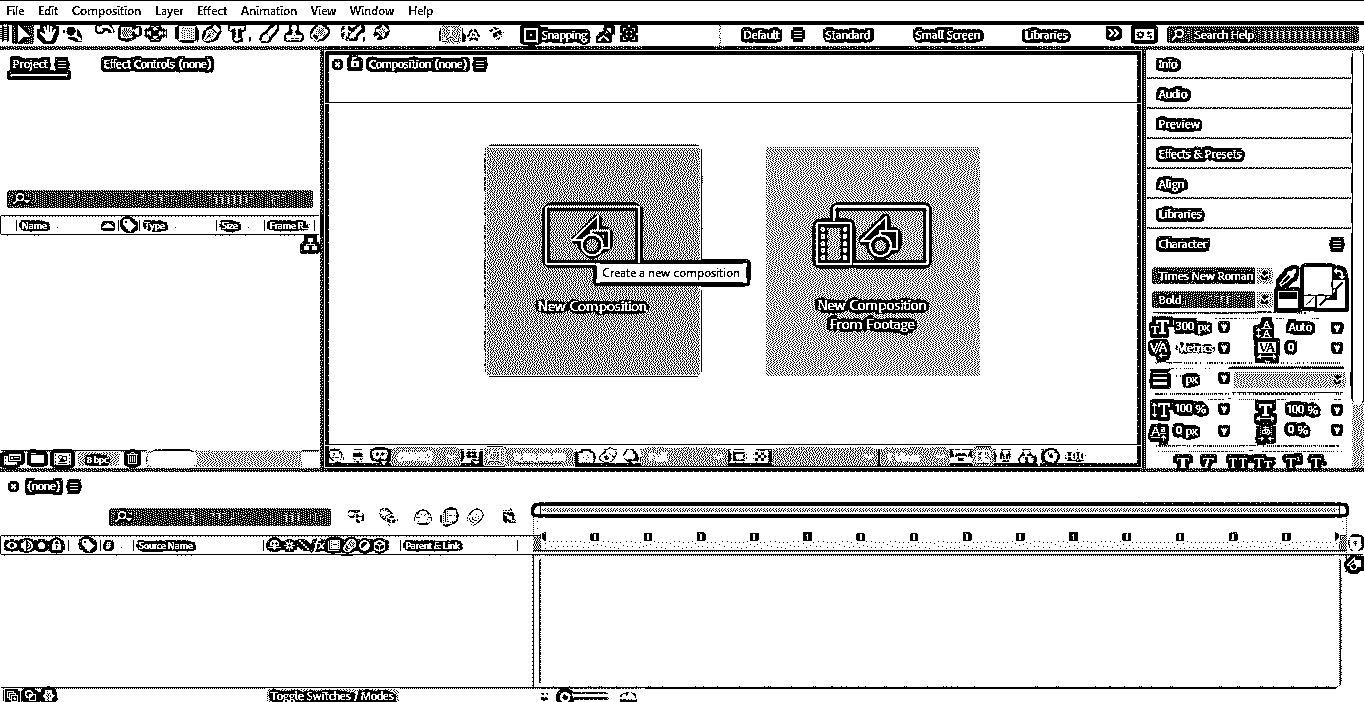 File Edit Composition Layer Effect Animation View Window Help
Snapping Default Standard Small Screen Libraries Search Help
Project Effect Controls (none)
Composition (none)
Info
Audio
Preview
Effects & Presets
Align
Libraries
Character
Name Type Size Frame R..
Create a new composition
New Composition
New Composition
From Footage
Times New Roman
Bold
300 px Auto
Metrics 0
px
100 % 100 %
0 px 0 %
8 bpc
(none)
# Source Name Parent & Link
Toggle Switches / Modes